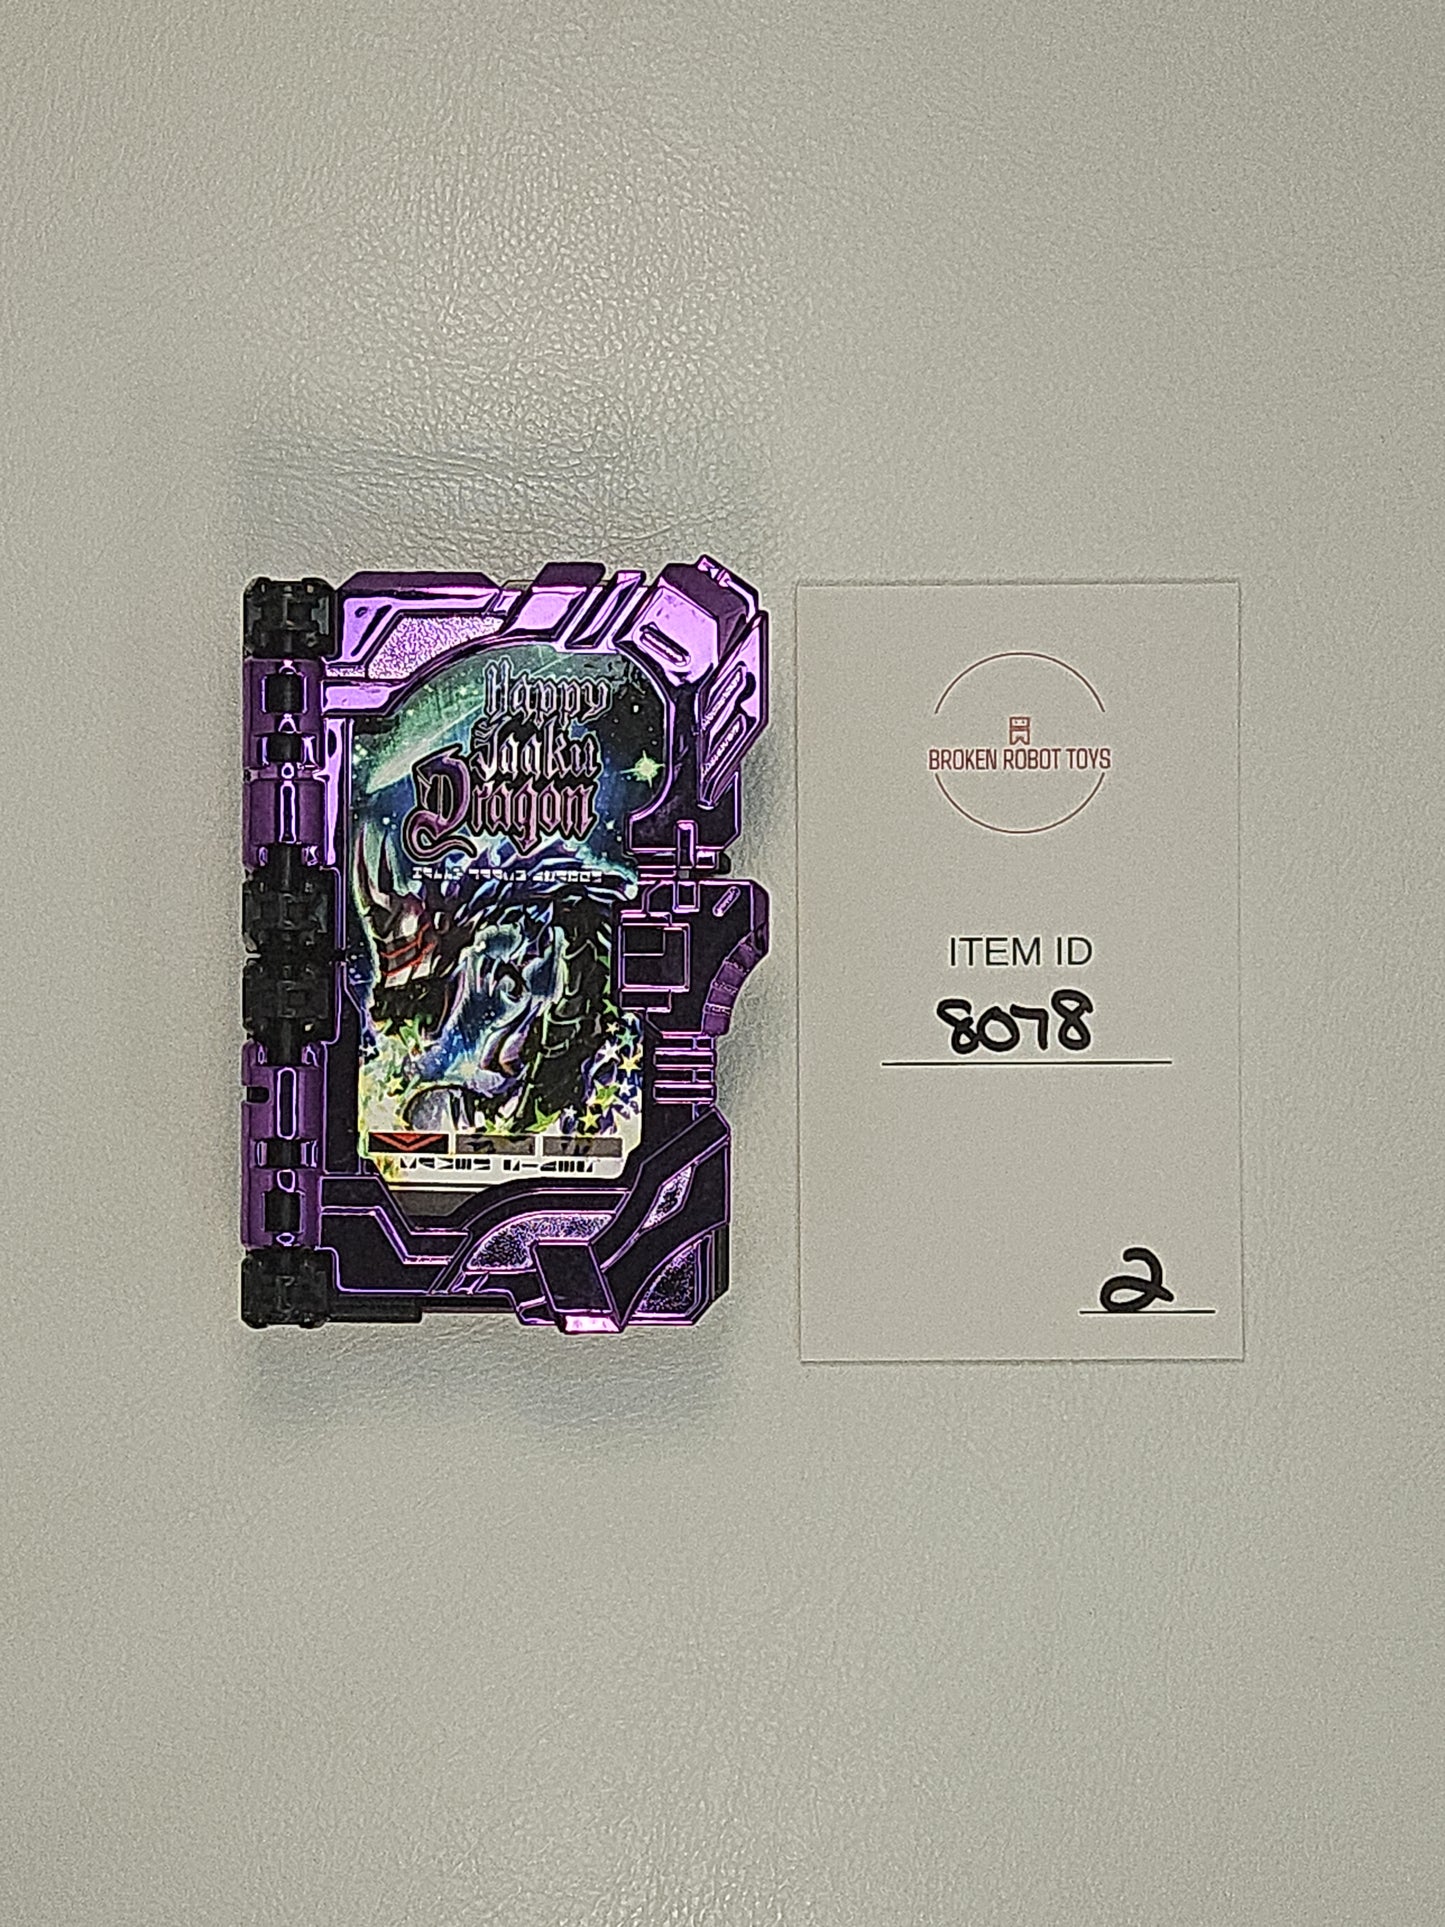 Happy
Jaaku
Dragon
BROKEN ROBOT TOYS
ITEM ID
8078
2